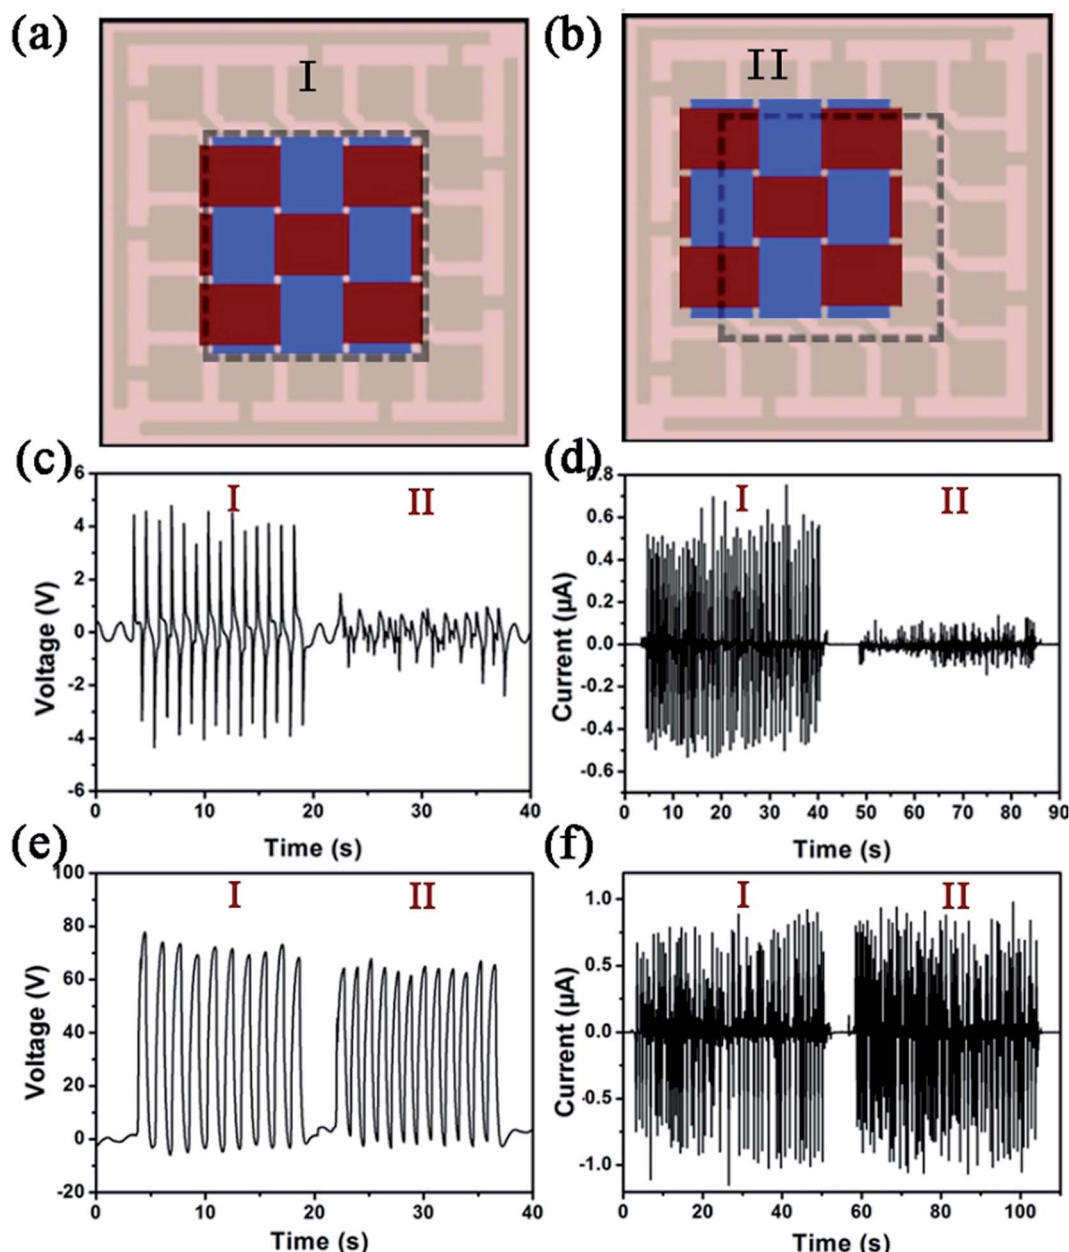 (a)
I
(b)
II
(c)
6
4
2
0
-2
-4
-6
Voltage (V)
I
II
0
10
20
30
40
Time (s)
(d)
0.8
0.6
0.4
0.2
0.0
-0.2
-0.4
-0.6
Current (μA)
I
II
0
10
20
30
40
50
60
70
80
90
Time (s)
(e)
100
80
60
40
20
0
-20
Voltage (V)
I
II
0
10
20
30
40
Time (s)
(f)
1.0
0.5
0.0
-0.5
-1.0
Current (μA)
I
II
0
20
40
60
80
100
Time (s)